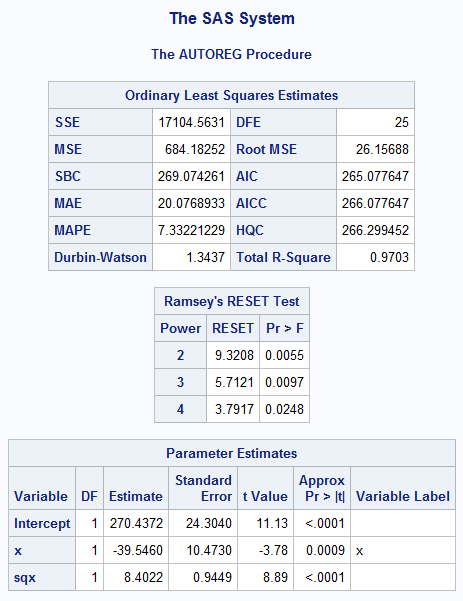 The SAS System
The AUTOREG Procedure
Ordinary Least Squares Estimates
SSE 17104.5631 DFE 25
MSE 684.18252 Root MSE 26.15688
SBC 269.074261 AIC 265.077647
MAE 20.0768933 AICC 266.077647
MAPE 7.33221229 HQC 266.299452
Durbin-Watson 1.3437 Total R-Square 0.9703
Ramsey's RESET Test
Power RESET Pr > F
2 9.3208 0.0055
3 5.7121 0.0097
4 3.7917 0.0248
Parameter Estimates
Variable DF Estimate Standard Error t Value Approx Pr > |t| Variable Label
Intercept 1 270.4372 24.3040 11.13 <.0001
x 1 -39.5460 10.4730 -3.78 0.0009 x
sqx 1 8.4022 0.9449 8.89 <.0001